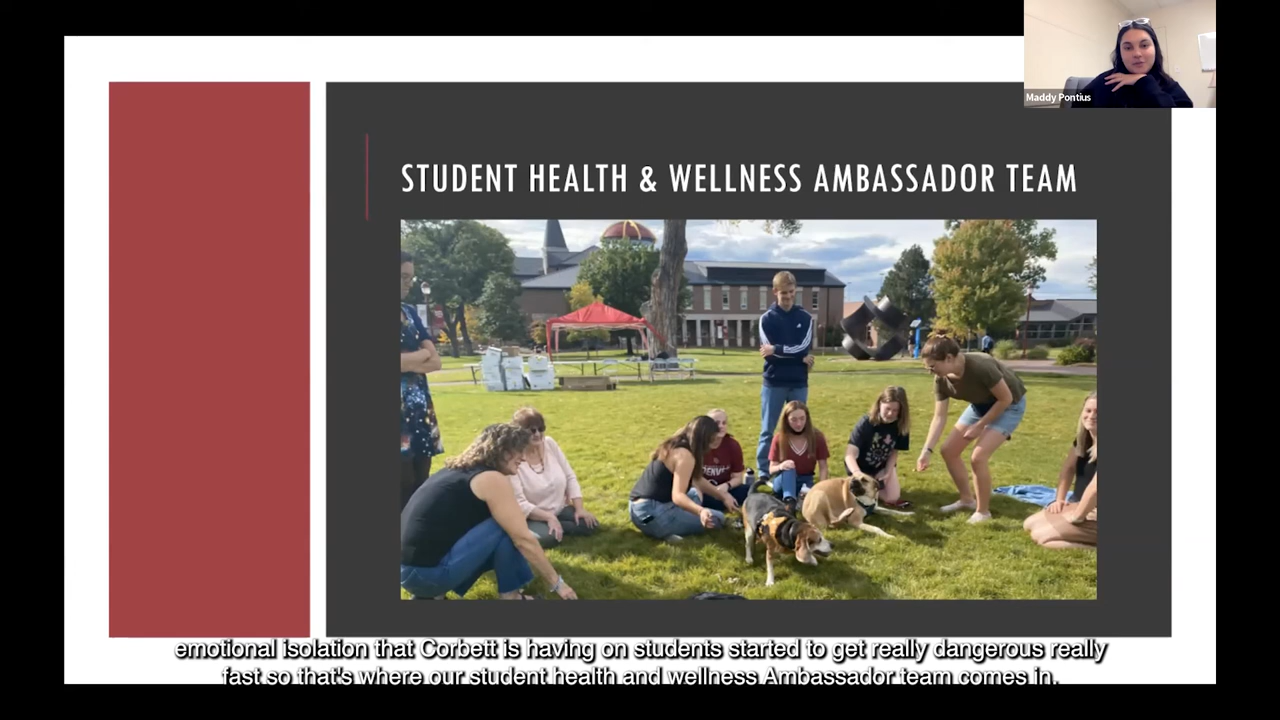 Maddy Pontius
STUDENT HEALTH & WELLNESS AMBASSADOR TEAM
emotional isolation that Corbett is having on students started to get really dangerous really
fast so that's where our student health and wellness Ambassador team comes in.